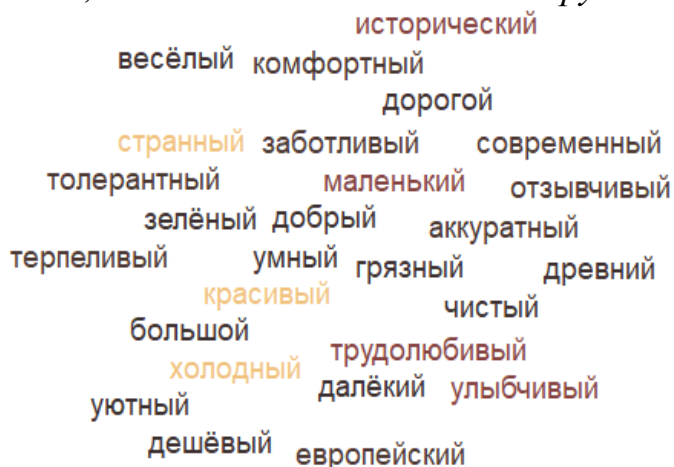 исторический
весёлый комфортный
дорогой
странный заботливый современный
толерантный маленький отзывчивый
зелёный добрый аккуратный
терпеливый умный грязный древний
красивый чистый
большой
трудолюбивый
холодный далёкий улыбчивый
уютный
дешёвый европейский